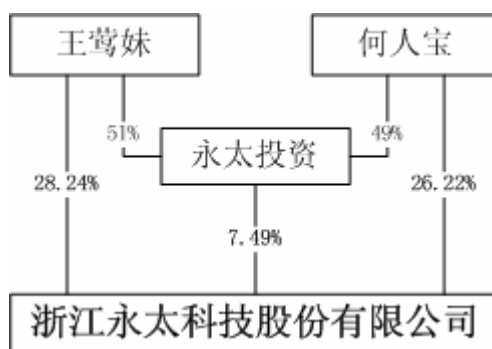 王莺妹
何人宝
51%
49%
永太投资
28.24%
26.22%
7.49%
浙江永太科技股份有限公司